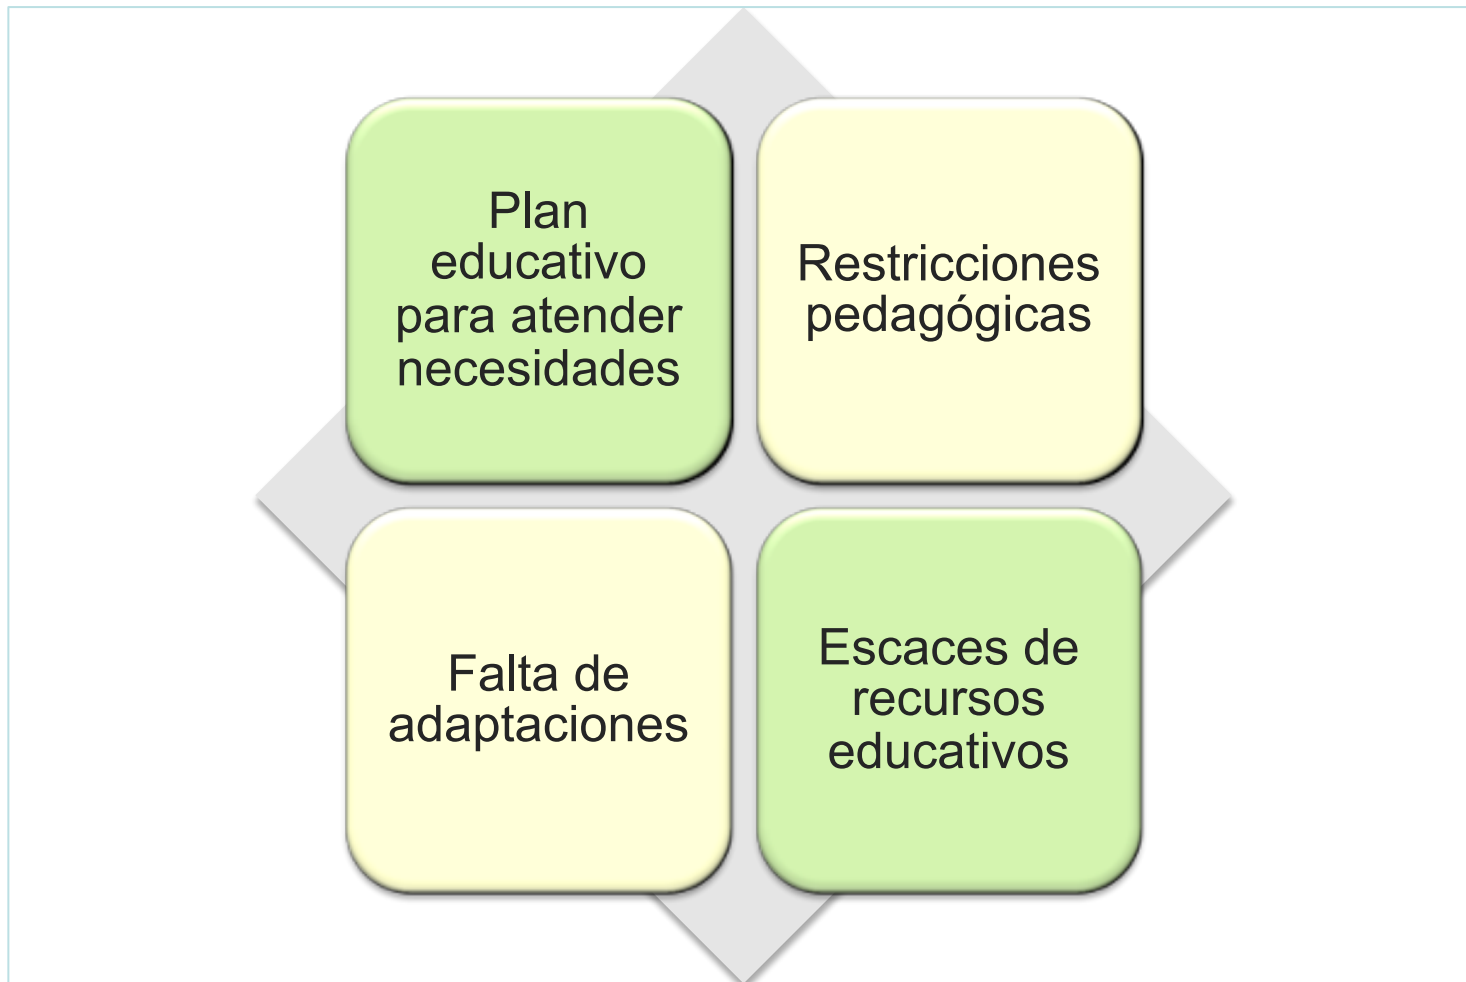 Plan
educativo
para atender
necesidades
Restricciones
pedagógicas
Falta de
adaptaciones
Escaces de
recursos
educativos